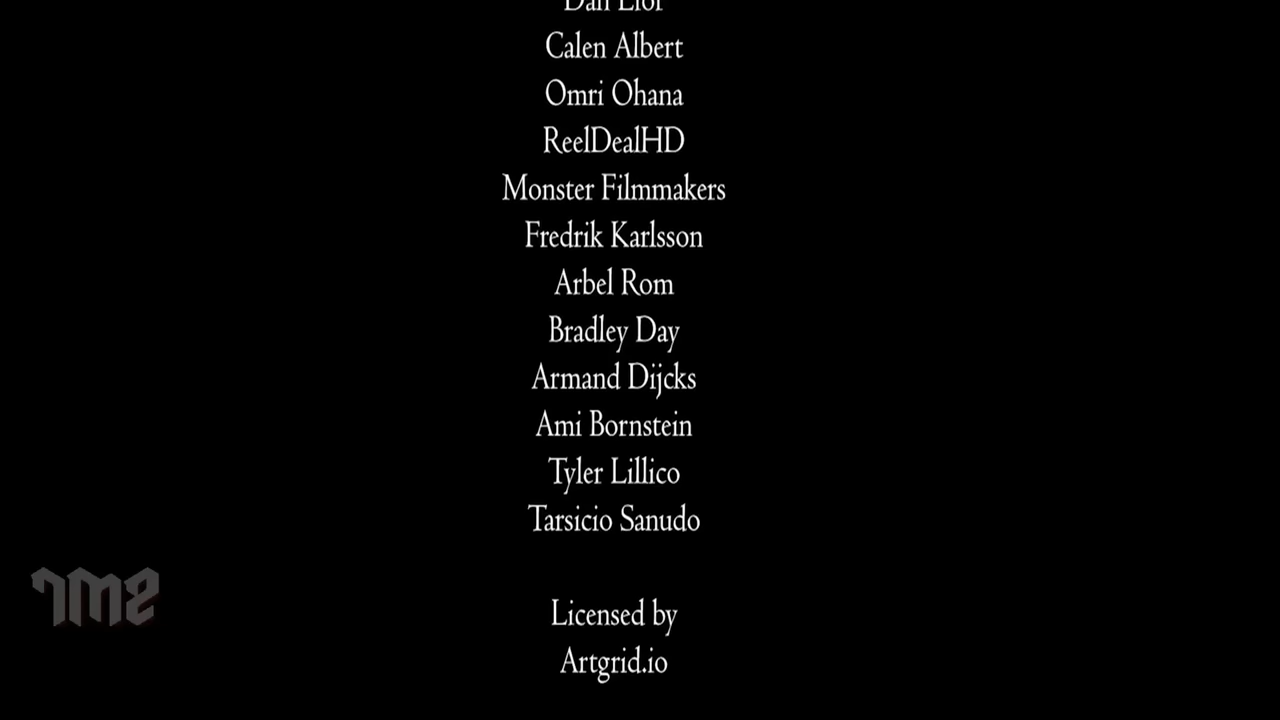 Calen Albert
Omri Ohana
ReelDealHD
Monster Filmmakers
Fredrik Karlsson
Arbel Rom
Bradley Day
Armand Dijcks
Ami Bornstein
Tyler Lillico
Tarsicio Sanudo
Licensed by
Artgrid.io